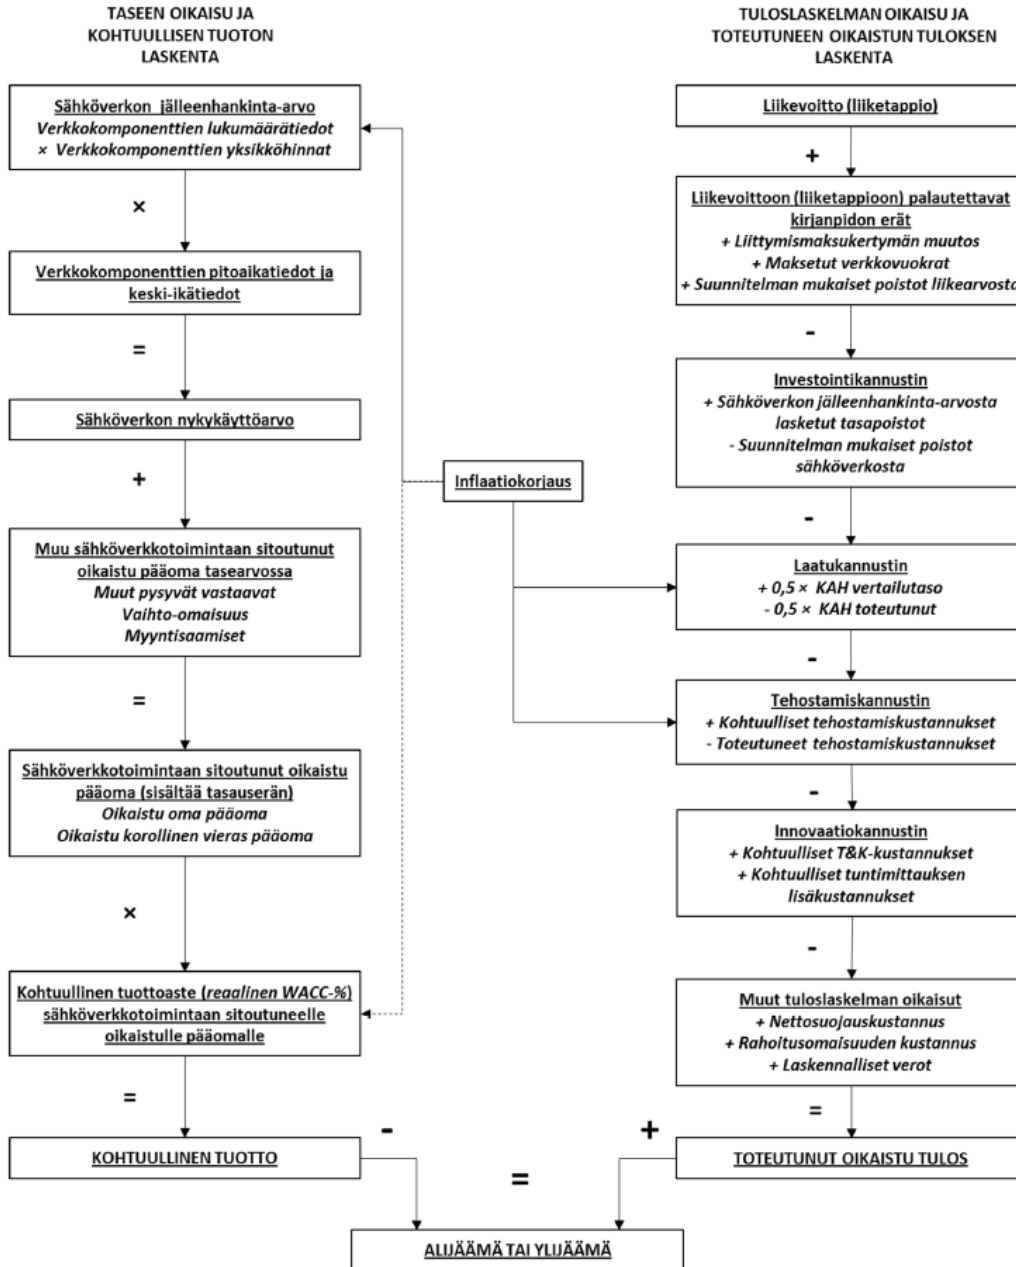 TASEEN OIKAISU JA
KOHTUULLISEN TUOTON
LASKENTA
Sähköverkon jälleenhankinta-arvo
Verkkokomponenttien lukumäärätiedot
× Verkkokomponenttien yksikköhinnat
×
Verkkokomponenttien pitoaikatiedot ja
keski-ikätiedot
=
Sähköverkon nykykäyttöarvo
+
Muu sähköverkkotoimintaan sitoutunut
oikaistu pääoma tasearvossa
Muut pysyvät vastaavat
Vaihto-omaisuus
Myyntisaamiset
=
Sähköverkkotoimintaan sitoutunut oikaistu
pääoma (sisältää tasauserän)
Oikaistu oma pääoma
Oikaistu korollinen vieras pääoma
×
Kohtuullinen tuottoaste (reaalinen WACC-%)
sähköverkkotoimintaan sitoutuneelle
oikaistulle pääomalle
=
KOHTUULLINEN TUOTTO
-
Inflaatiokorjaus
TULOSLASKELMAN OIKAISU JA
TOTEUTUNEEN OIKAISTUN TULOKSEN
LASKENTA
Liikevoitto (liiketappio)
+
Liikevoittoon (liiketappioon) palautettavat
kirjanpidon erät
+ Liittymismaksukertymän muutos
+ Maksetut verkkovuokrat
+ Suunnitelman mukaiset poistot liikearvosta
-
Investointikannustin
+ Sähköverkon jälleenhankinta-arvosta
lasketut tasapoistot
- Suunnitelman mukaiset poistot
sähköverkosta
-
Laatukannustin
+ 0,5 × KAH vertailutaso
- 0,5 × KAH toteutunut
-
Tehostamiskannustin
+ Kohtuulliset tehostamiskustannukset
- Toteutuneet tehostamiskustannukset
-
Innovaatiokannustin
+ Kohtuulliset T&K-kustannukset
+ Kohtuulliset tuntimittauksen
lisäkustannukset
-
Muut tuloslaskelman oikaisut
+ Nettosuojauskustannus
+ Rahoitusomaisuuden kustannus
+ Laskennalliset verot
=
TOTEUTUNUT OIKAISTU TULOS
+
=
ALIJÄÄMÄ TAI YLIJÄÄMÄ